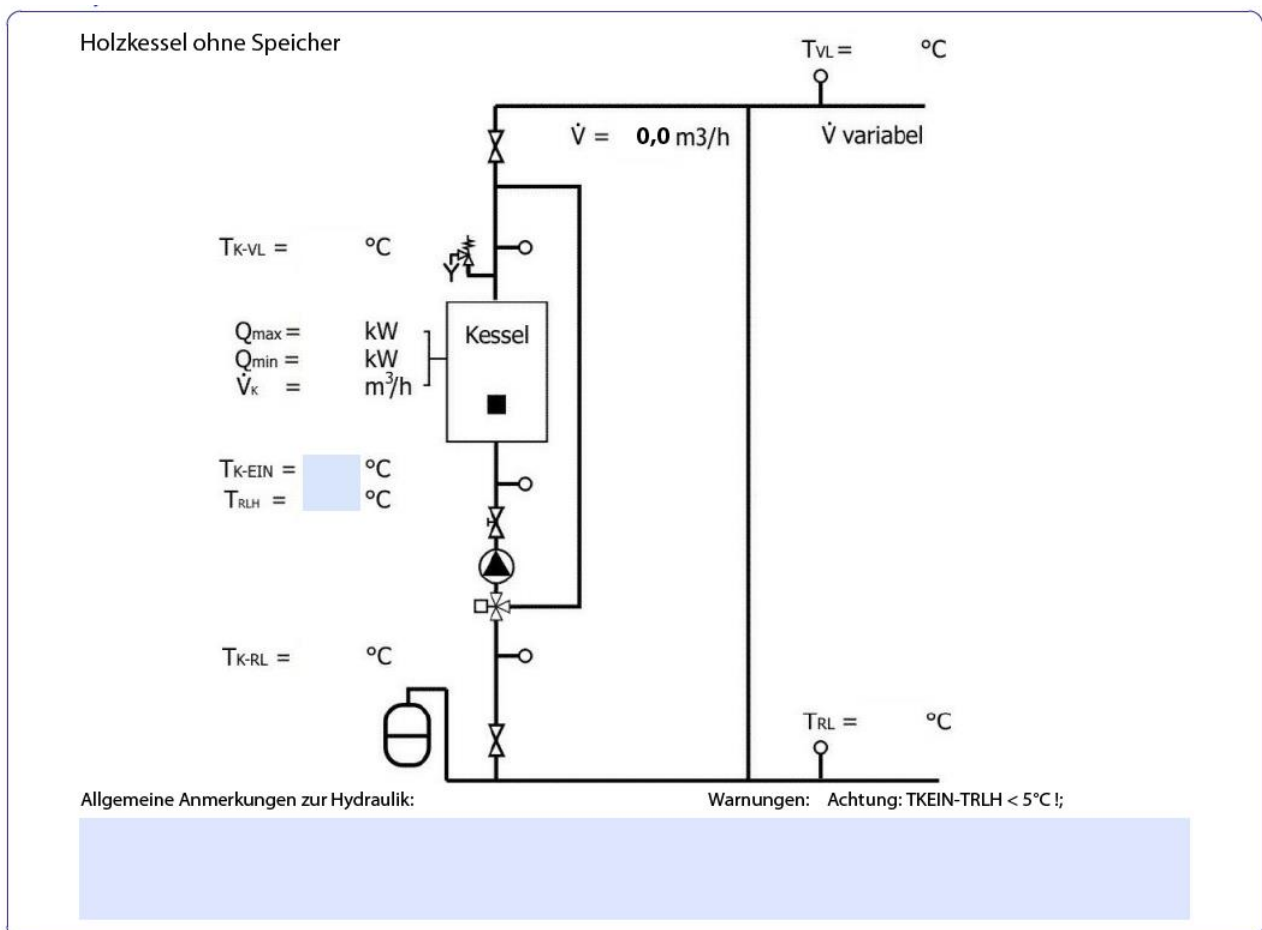 Holzkessel ohne Speicher
TVL = °C
V̇ = 0,0 m3/h
V̇ variabel
TK-VL = °C
Qmax = kW
Qmin = kW
V̇K = m³/h
Kessel
TK-EIN = °C
TRLH = °C
TK-RL = °C
TRL = °C
Allgemeine Anmerkungen zur Hydraulik: Warnungen: Achtung: TKEIN-TRLH < 5°C !;